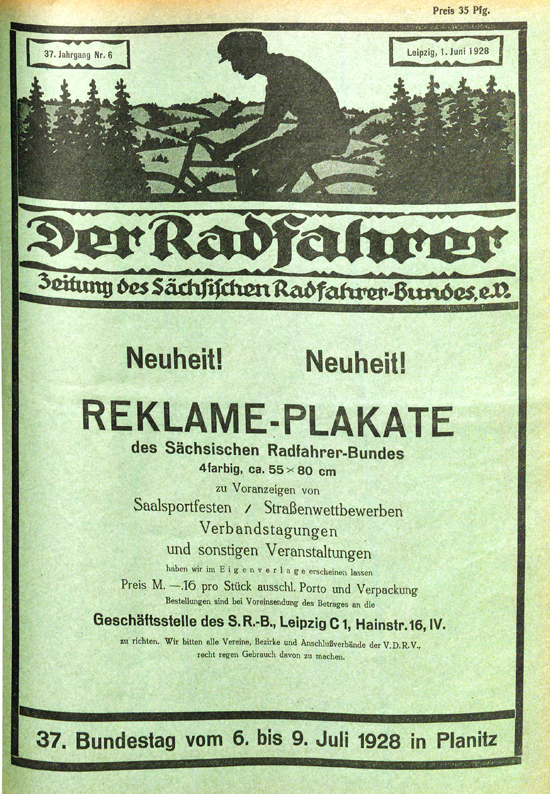 Preis 35 Pfg.
37. Jahrgang Nr. 6
Leipzig, 1. Juni 1928
Der Radfahrer
Zeitung des Sächsischen Radfahrer-Bundes, e.V.
Neuheit! Neuheit!
REKLAME-PLAKATE
des Sächsischen Radfahrer-Bundes
4farbig, ca. 55 × 80 cm
zu Voranzeigen von
Saalsportfesten / Straßenwettbewerben
Verbandstagungen
und sonstigen Veranstaltungen
haben wir im Eigenverlage erscheinen lassen
Preis M. —.16 pro Stück ausschl. Porto und Verpackung
Bestellungen sind bei Voreinsendung des Betrages an die
Geschäftsstelle des S. R.-B., Leipzig C 1, Hainstr. 16, IV.
zu richten. Wir bitten alle Vereine, Bezirke und Anschlußverbände der V. D. R. V.,
recht regen Gebrauch davon zu machen.
37. Bundestag vom 6. bis 9. Juli 1928 in Planitz